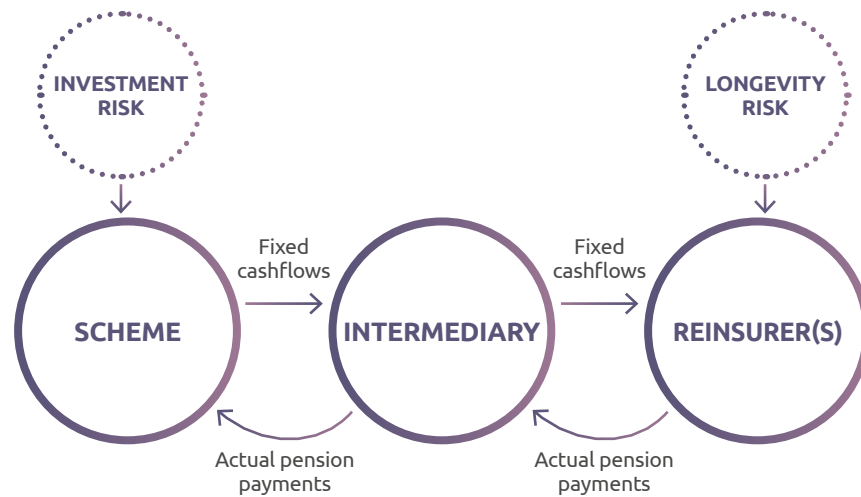 INVESTMENT
RISK
LONGEVITY
RISK
Fixed
cashflows
Fixed
cashflows
SCHEME
INTERMEDIARY
REINSURER(S)
Actual pension
payments
Actual pension
payments